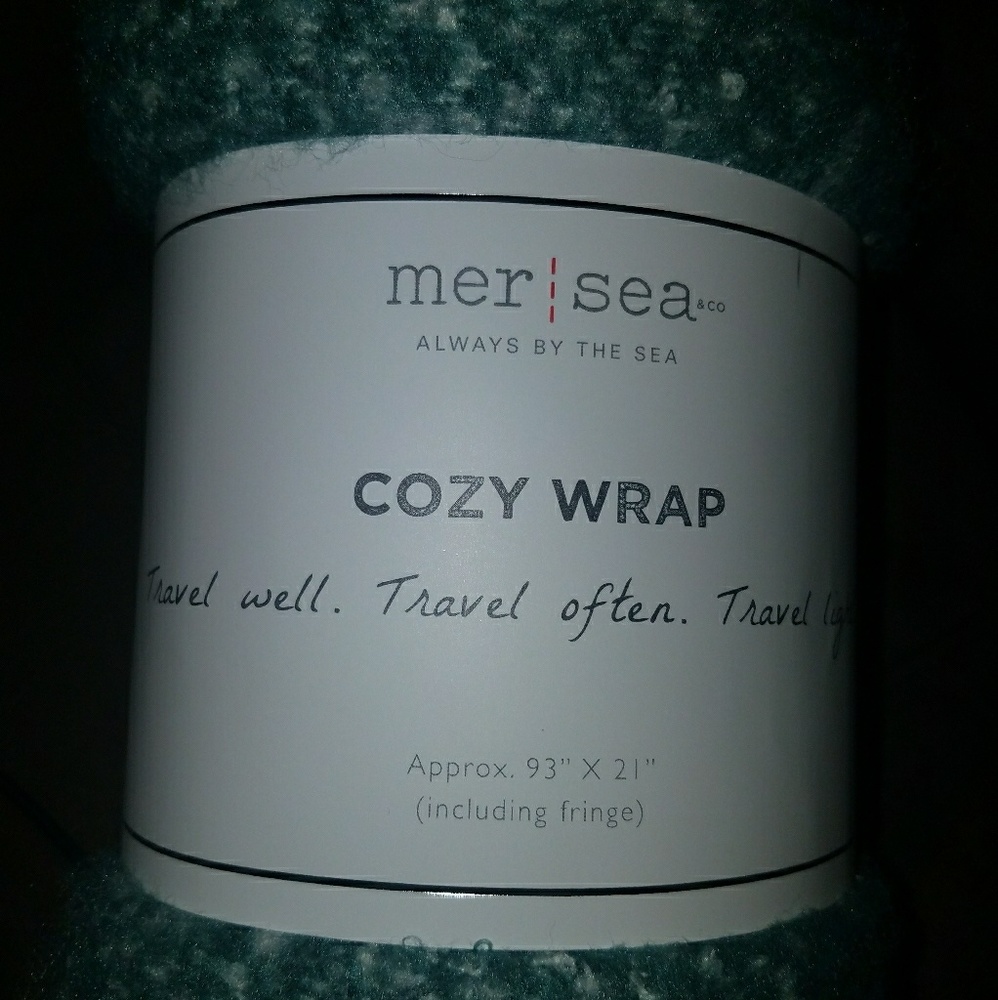 mer¦sea &CO
ALWAYS BY THE SEA
COZY WRAP
Travel well. Travel often. Travel
Approx. 93" X 21"
(including fringe)